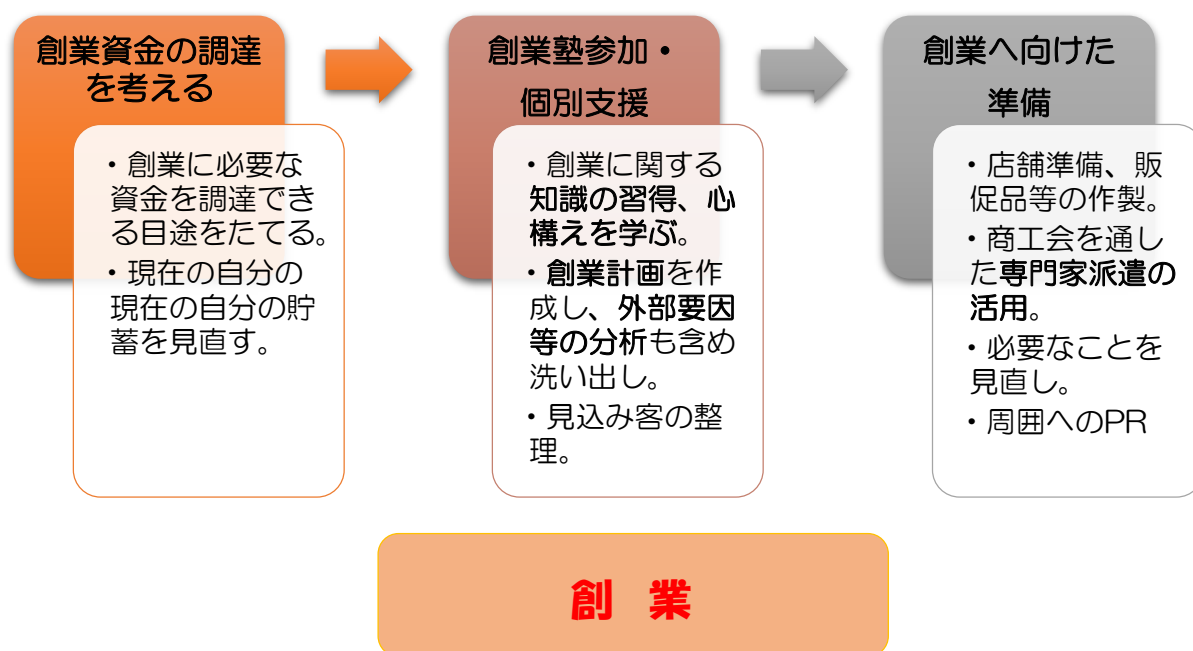 創業資金の調達
を考える
・創業に必要な
資金を調達でき
る目途をたてる。
・現在の自分の
現在の自分の貯
蓄を見直す。
創業塾参加・
個別支援
・創業に関する
知識の習得、心
構えを学ぶ。
・創業計画を作
成し、外部要因
等の分析も含め
洗い出し。
・見込み客の整
理。
創業へ向けた
準備
・店舗準備、販
促品等の作製。
・商工会を通し
た専門家派遣の
活用。
・必要なことを
見直し。
・周囲へのPR
創 業